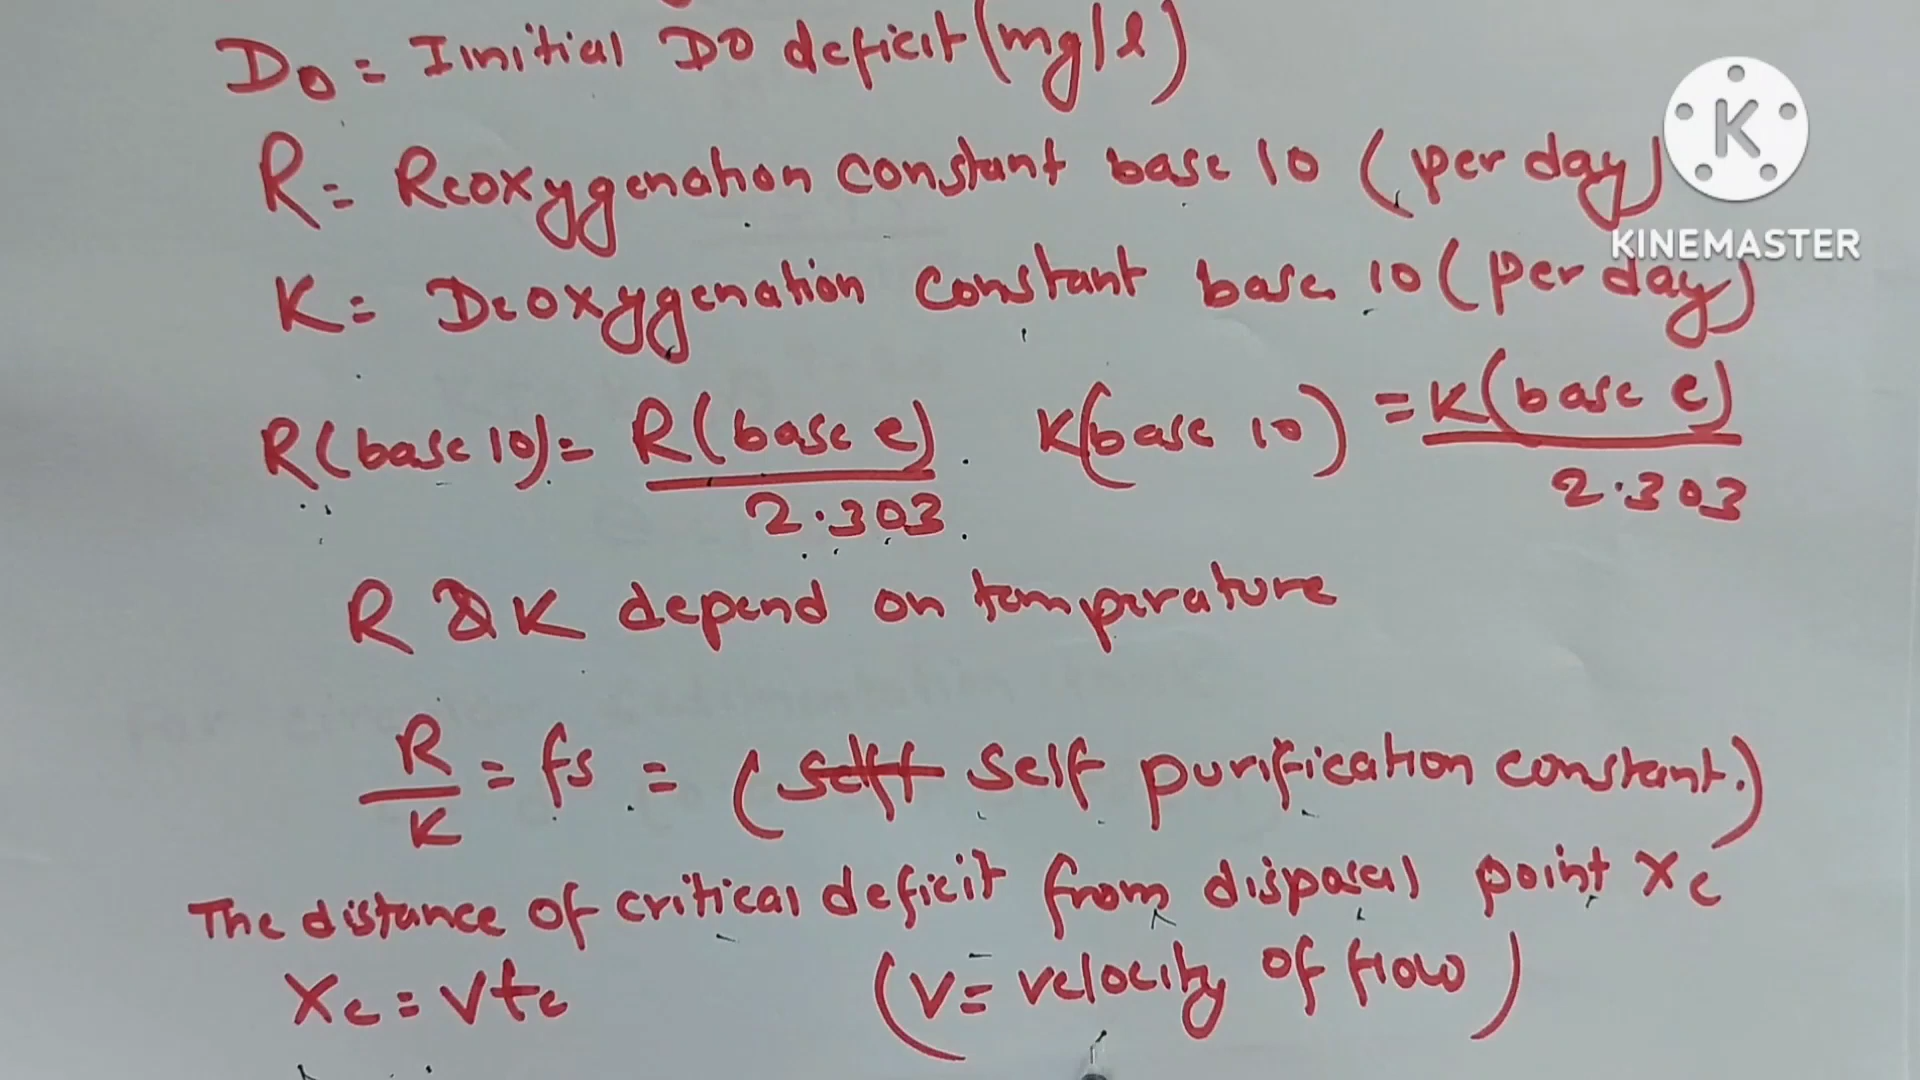 Do = Initial DO deficit (mg/l)
R = Reoxygenation constant base 10 (per day)
K
KINEMASTER
K = Deoxygenation constant base 10 (per day)
R(base 10) = R(base e) / 2.303 . K(base 10) = K(base e) / 2.303
R & K depend on temperature
R/K = fs = (self self purification constant.)
The distance of critical deficit from disposal point Xc
Xc = Vtc (V = velocity of flow)